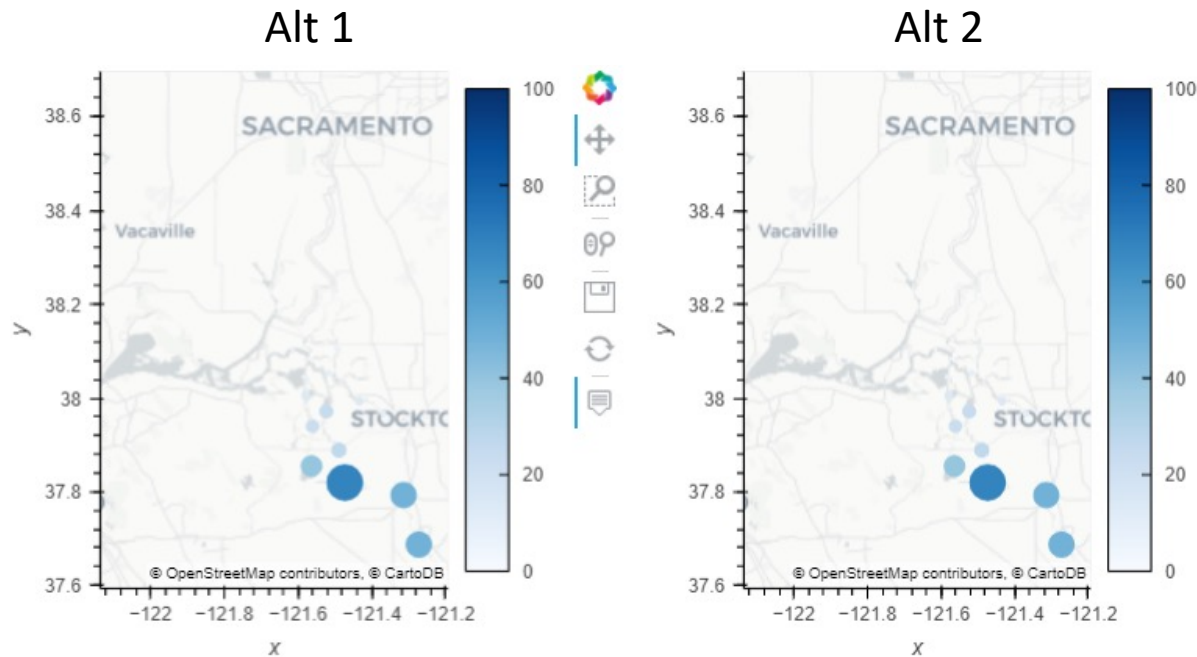 Alt 1
Alt 2
38.6
38.4
38.2
38
37.8
37.6
y
−122
−121.8
−121.6
−121.4
−121.2
x
SACRAMENTO
Vacaville
STOCKTO
© OpenStreetMap contributors, © CartoDB
100
80
60
40
20
0
38.6
38.4
38.2
38
37.8
37.6
y
−122
−121.8
−121.6
−121.4
−121.2
x
SACRAMENTO
Vacaville
STOCKTO
© OpenStreetMap contributors, © CartoDB
100
80
60
40
20
0